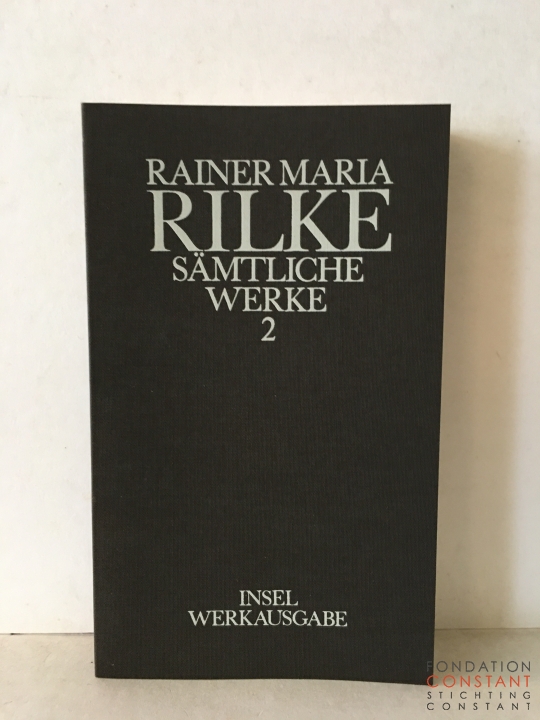 RAINER MARIA
RILKE
SÄMTLICHE
WERKE
2
INSEL
WERKAUSGABE
FONDATION
CONSTANT
STICHTING
CONSTANT